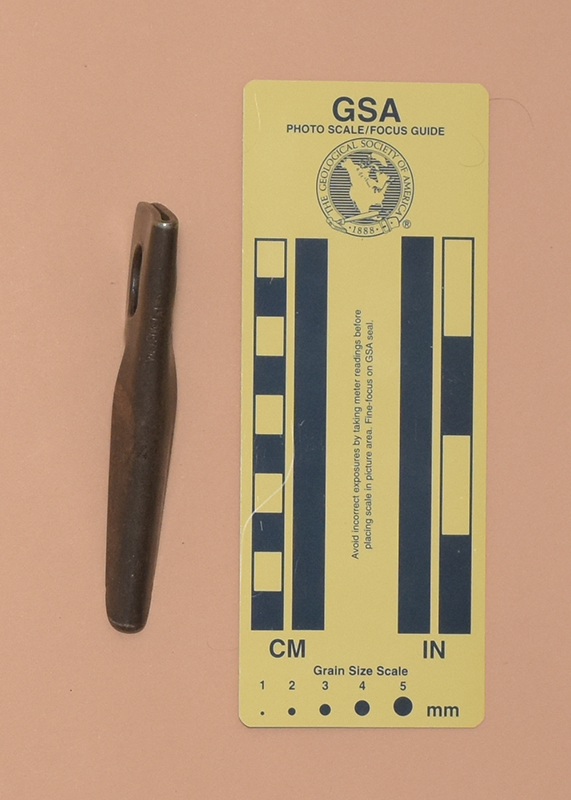 GSA
PHOTO SCALE/FOCUS GUIDE
THE GEOLOGICAL SOCIETY OF AMERICA
·1888·
®
Avoid incorrect exposures by taking meter readings before
placing scale in picture area. Fine-focus on GSA seal.
CM
IN
Grain Size Scale
1 2 3 4 5
mm